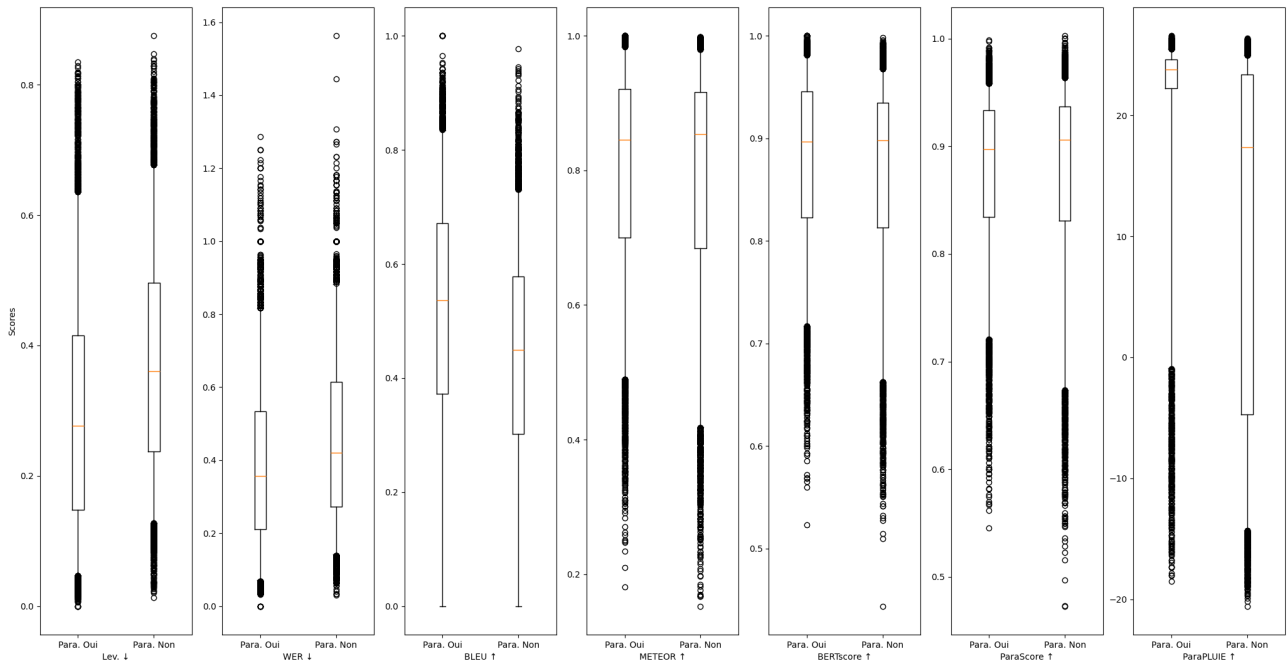 Scores
0.8
0.6
0.4
0.2
0.0
Para. Oui Para. Non
Lev. ↓
1.6
1.4
1.2
1.0
0.8
0.6
0.4
0.2
0.0
Para. Oui Para. Non
WER ↓
1.0
0.8
0.6
0.4
0.2
0.0
Para. Oui Para. Non
BLEU ↑
1.0
0.8
0.6
0.4
0.2
Para. Oui Para. Non
METEOR ↑
1.0
0.9
0.8
0.7
0.6
0.5
Para. Oui Para. Non
BERTscore ↑
1.0
0.9
0.8
0.7
0.6
0.5
Para. Oui Para. Non
ParaScore ↑
20
10
0
−10
−20
Para. Oui Para. Non
ParaPLUIE ↑